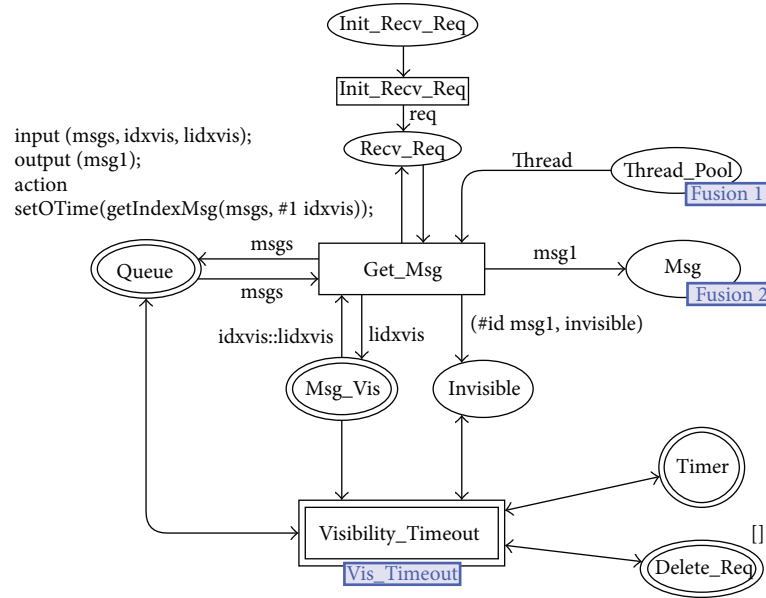 Init_Recv_Req
Init_Recv_Req
req
input (msgs, idxvis, lidxvis);
output (msg1);
action
setOTime(getIndexMsg(msgs, #1 idxvis));
Recv_Req
Thread
Thread_Pool
Fusion 1
msgs
Queue
msgs
Get_Msg
msg1
Msg
Fusion 2
idxvis::lidxvis
lidxvis
(#id msg1, invisible)
Msg_Vis
Invisible
Timer
Visibility_Timeout
Vis_Timeout
[]
Delete_Req